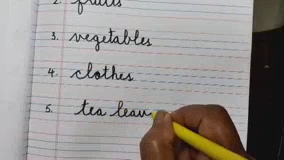 2. fruits
3. vegetables
4. clothes
5. tea leav